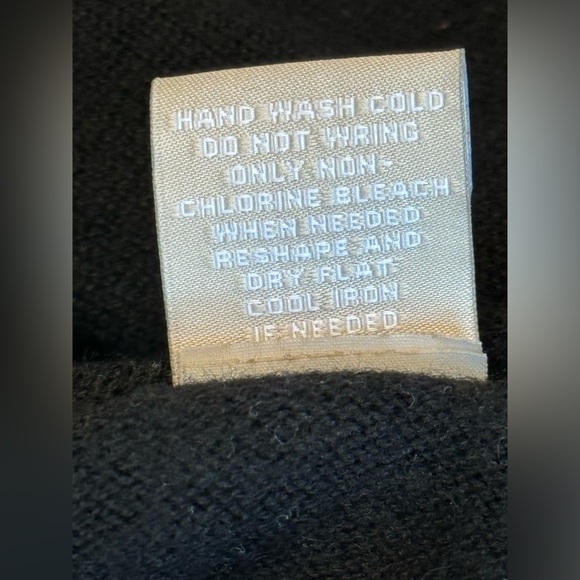 HAND WASH COLD
DO NOT WRING
ONLY NON-
CHLORINE BLEACH
WHEN NEEDED
RESHAPE AND
DRY FLAT
COOL IRON
IF NEEDED